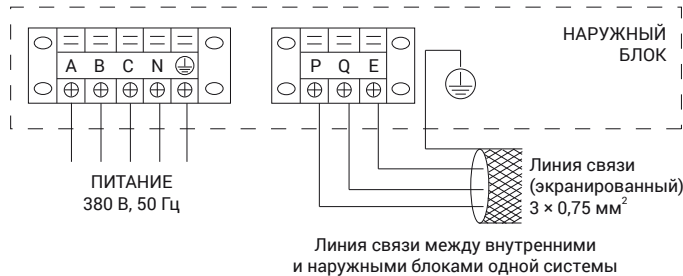 НАРУЖНЫЙ
БЛОК
A B C N
P Q E
ПИТАНИЕ
380 В, 50 Гц
Линия связи
(экранированный)
3 × 0,75 мм²
Линия связи между внутренними
и наружными блоками одной системы